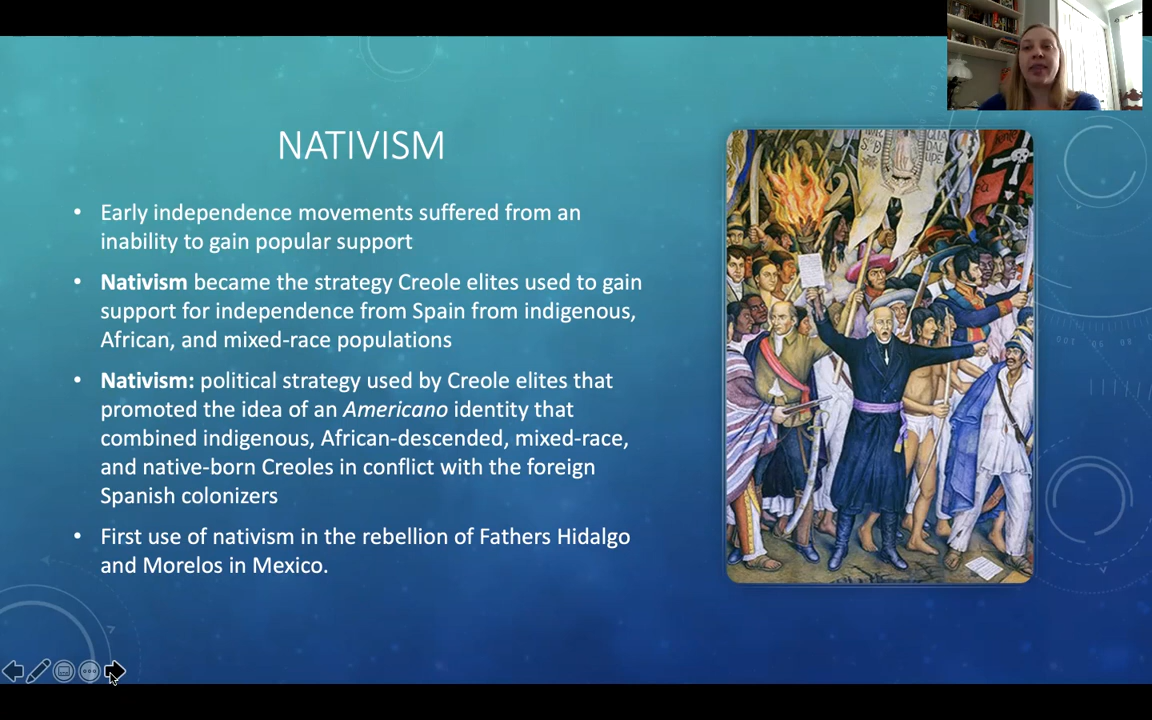 NATIVISM
• Early independence movements suffered from an
inability to gain popular support
• Nativism became the strategy Creole elites used to gain
support for independence from Spain from indigenous,
African, and mixed-race populations
• Nativism: political strategy used by Creole elites that
promoted the idea of an Americano identity that
combined indigenous, African-descended, mixed-race,
and native-born Creoles in conflict with the foreign
Spanish colonizers
• First use of nativism in the rebellion of Fathers Hidalgo
and Morelos in Mexico.
GUA
DAL
UPE